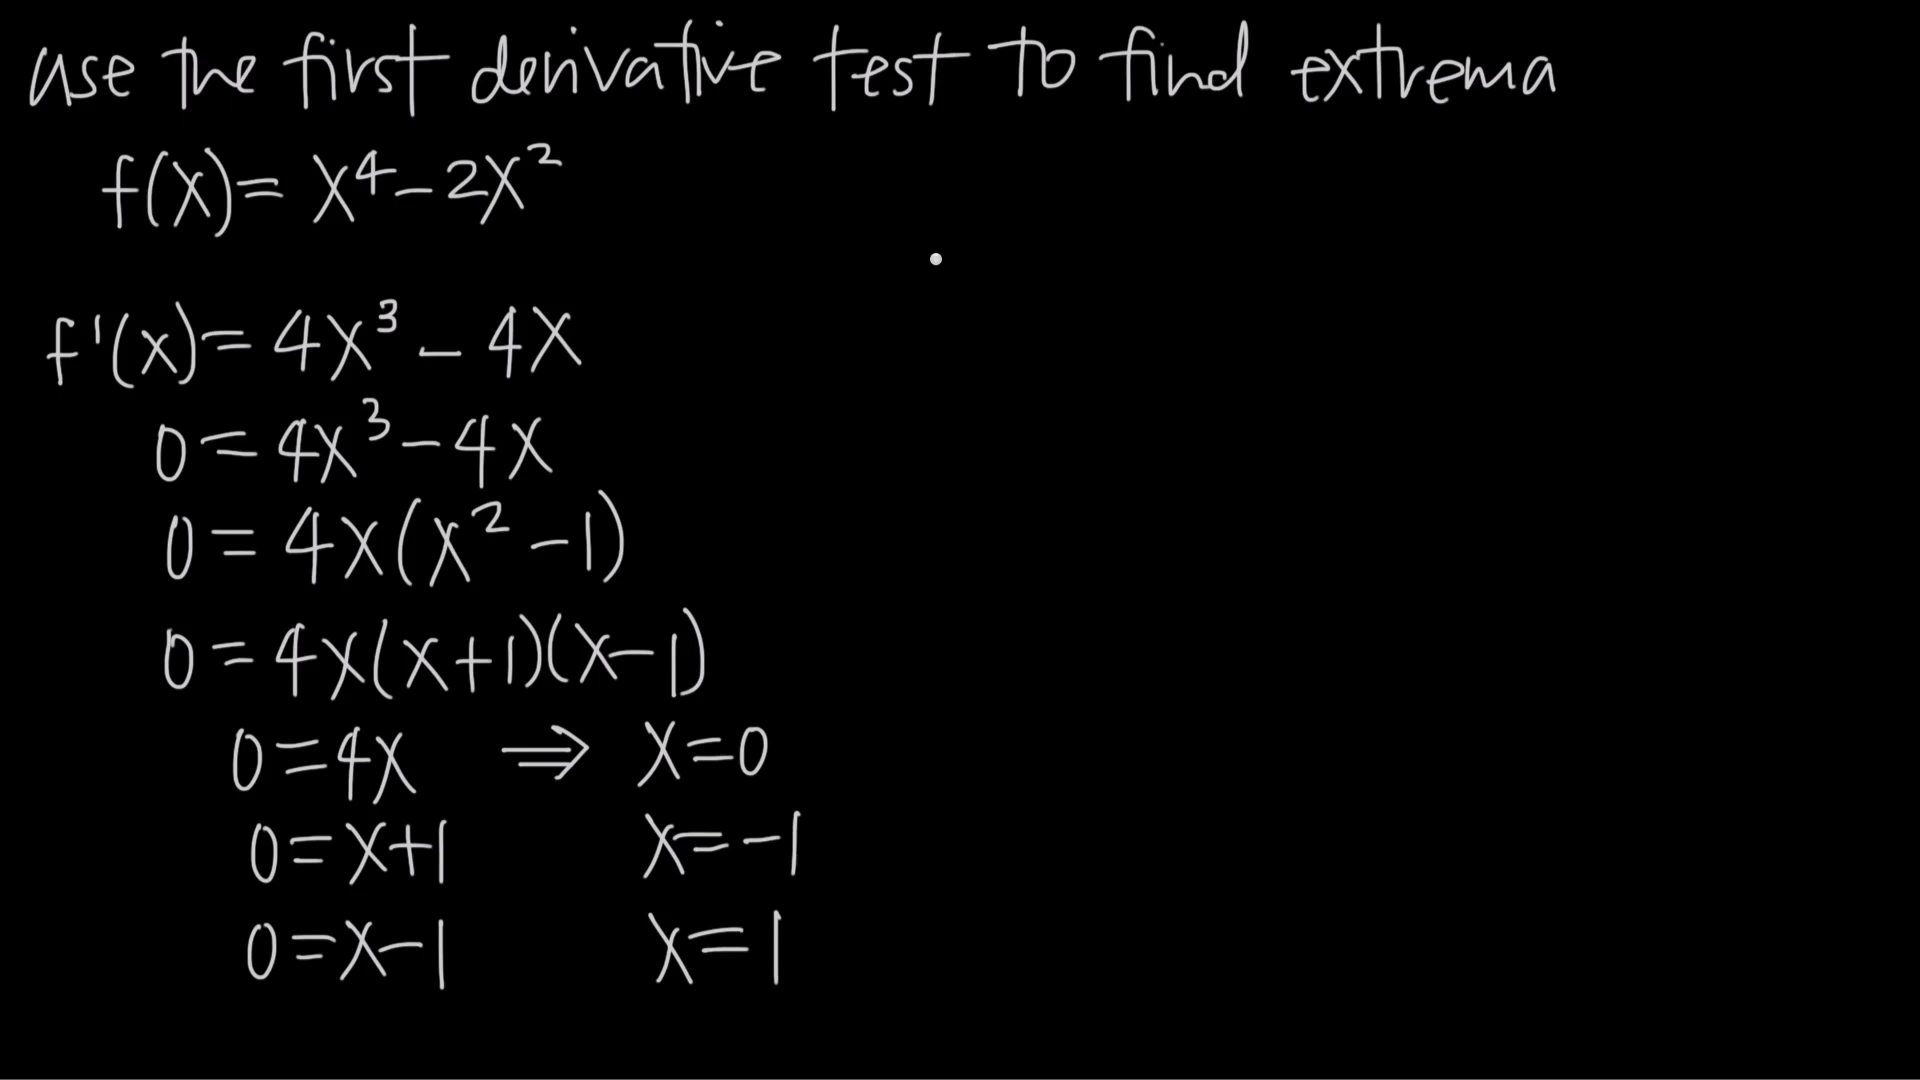 use the first derivative test to find extrema
f(x) = x⁴ - 2x²
f'(x) = 4x³ - 4x
0 = 4x³ - 4x
0 = 4x(x² - 1)
0 = 4x(x+1)(x-1)
0 = 4x ⇒ x = 0
0 = x+1 x = -1
0 = x-1 x = 1